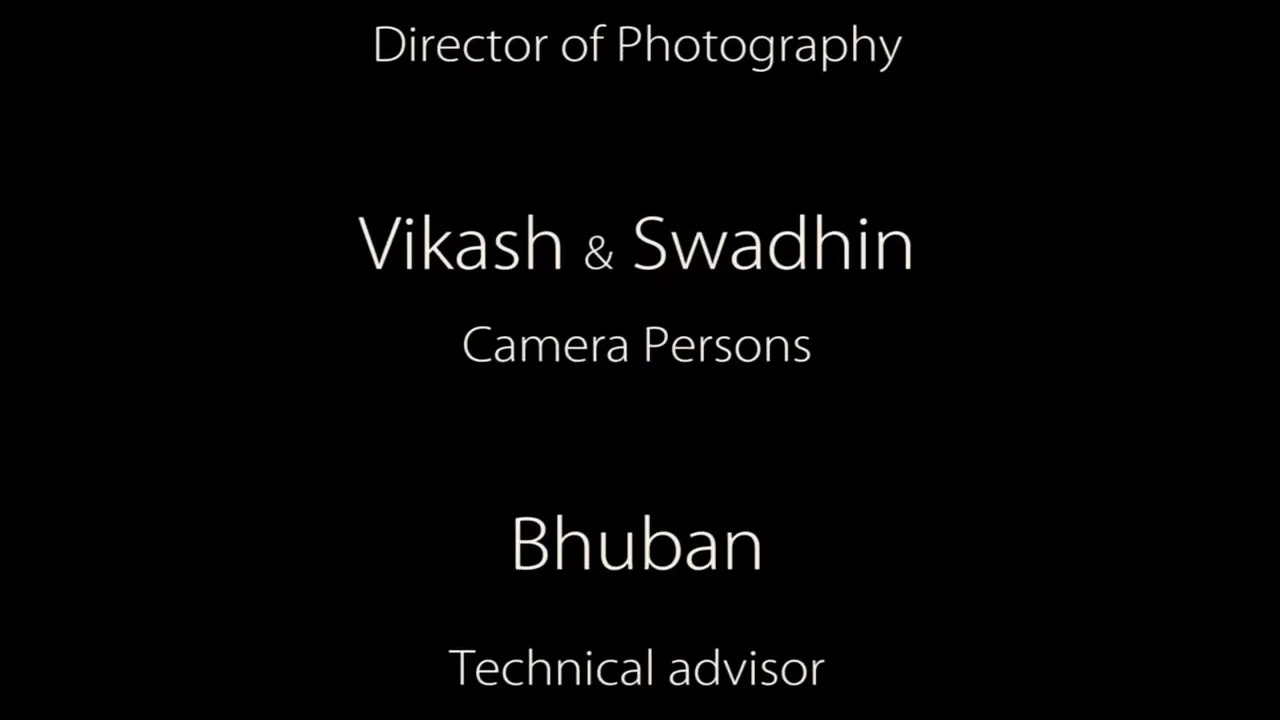 Director of Photography
Vikash & Swadhin
Camera Persons
Bhuban
Technical advisor